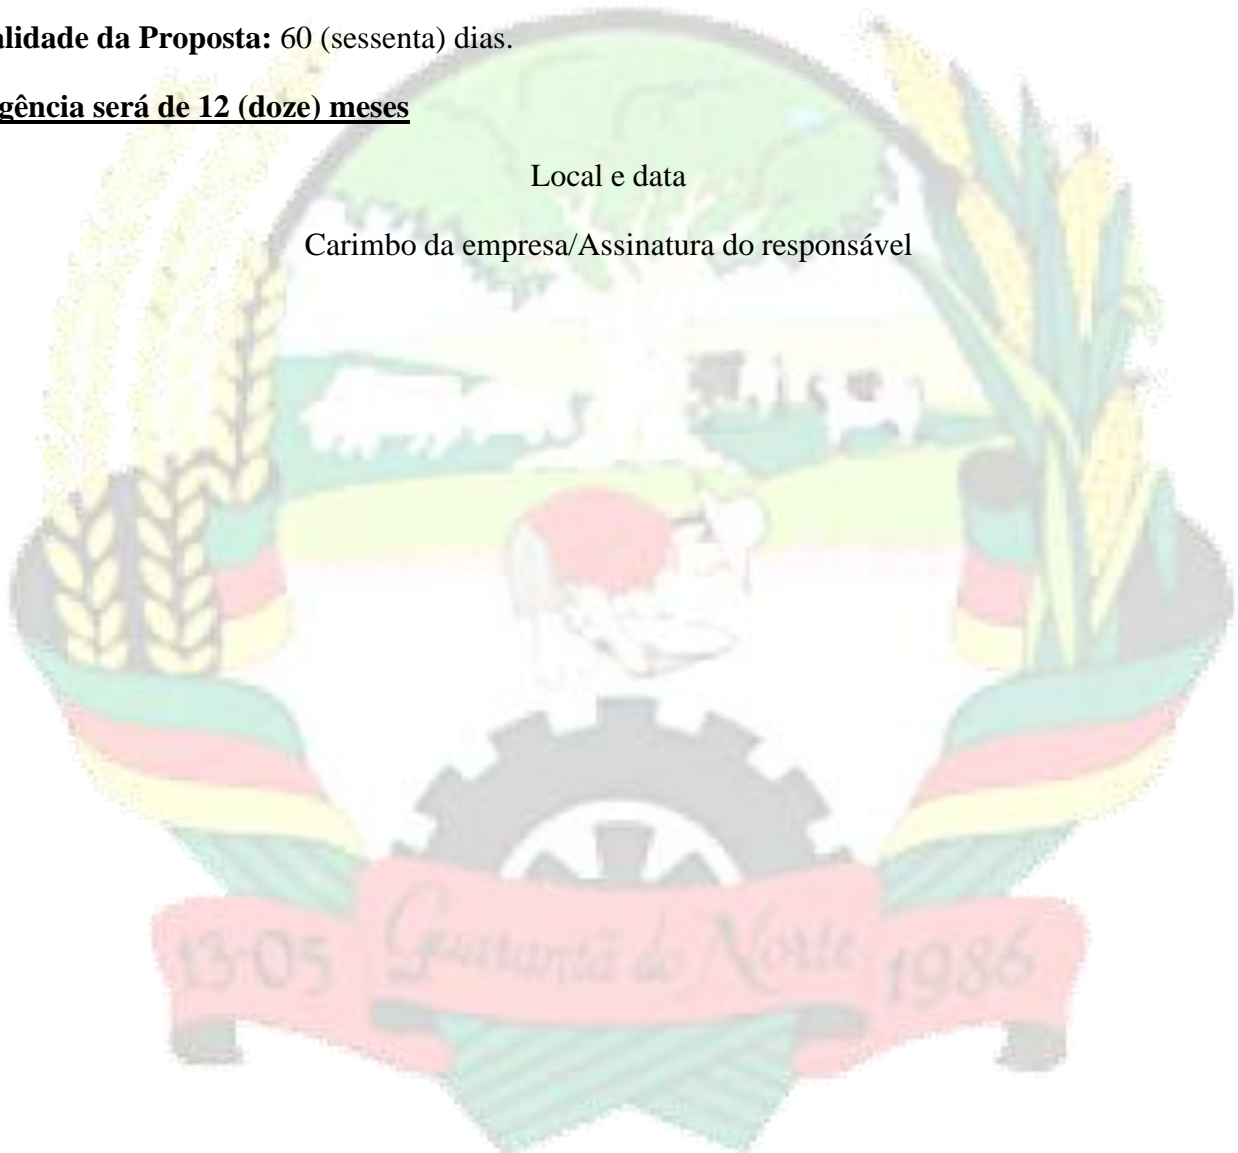 alidade da Proposta: 60 (sessenta) dias.
gência será de 12 (doze) meses
Local e data
Carimbo da empresa/Assinatura do responsável
13-05 Guarantã do Norte 1986